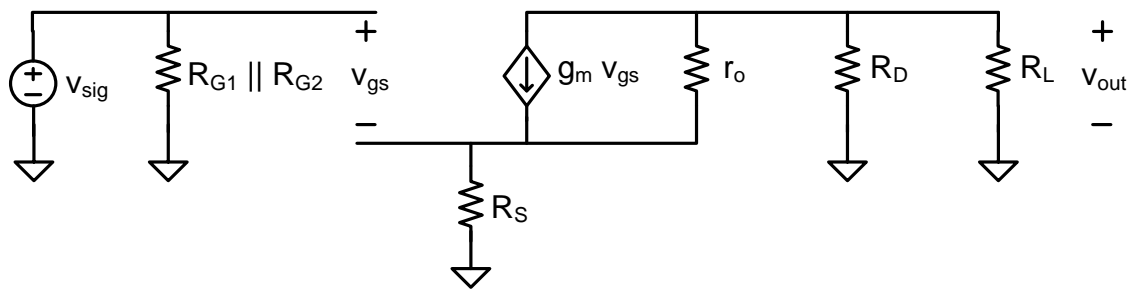 +
+
+
−
v_sig
R_G1 || R_G2
v_gs
g_m v_gs
r_o
R_D
R_L
v_out
−
−
R_S